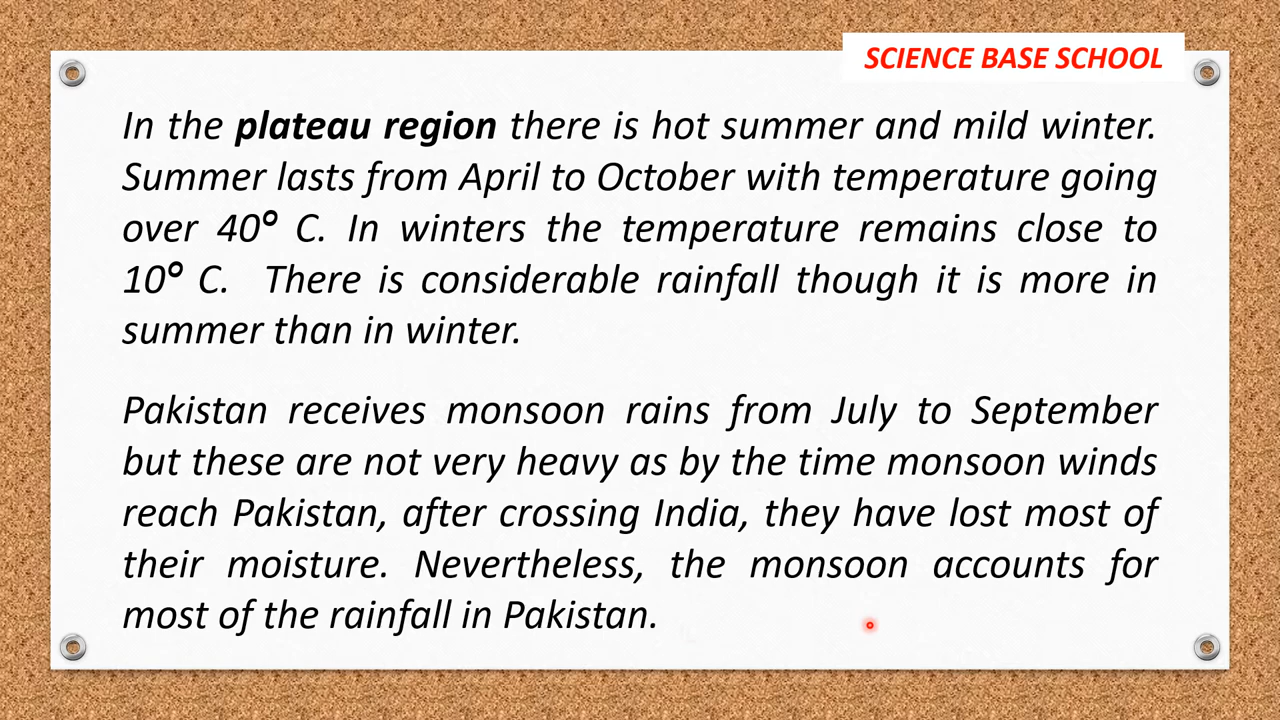 SCIENCE BASE SCHOOL
In the plateau region there is hot summer and mild winter.
Summer lasts from April to October with temperature going
over 40° C. In winters the temperature remains close to
10° C. There is considerable rainfall though it is more in
summer than in winter.
Pakistan receives monsoon rains from July to September
but these are not very heavy as by the time monsoon winds
reach Pakistan, after crossing India, they have lost most of
their moisture. Nevertheless, the monsoon accounts for
most of the rainfall in Pakistan.